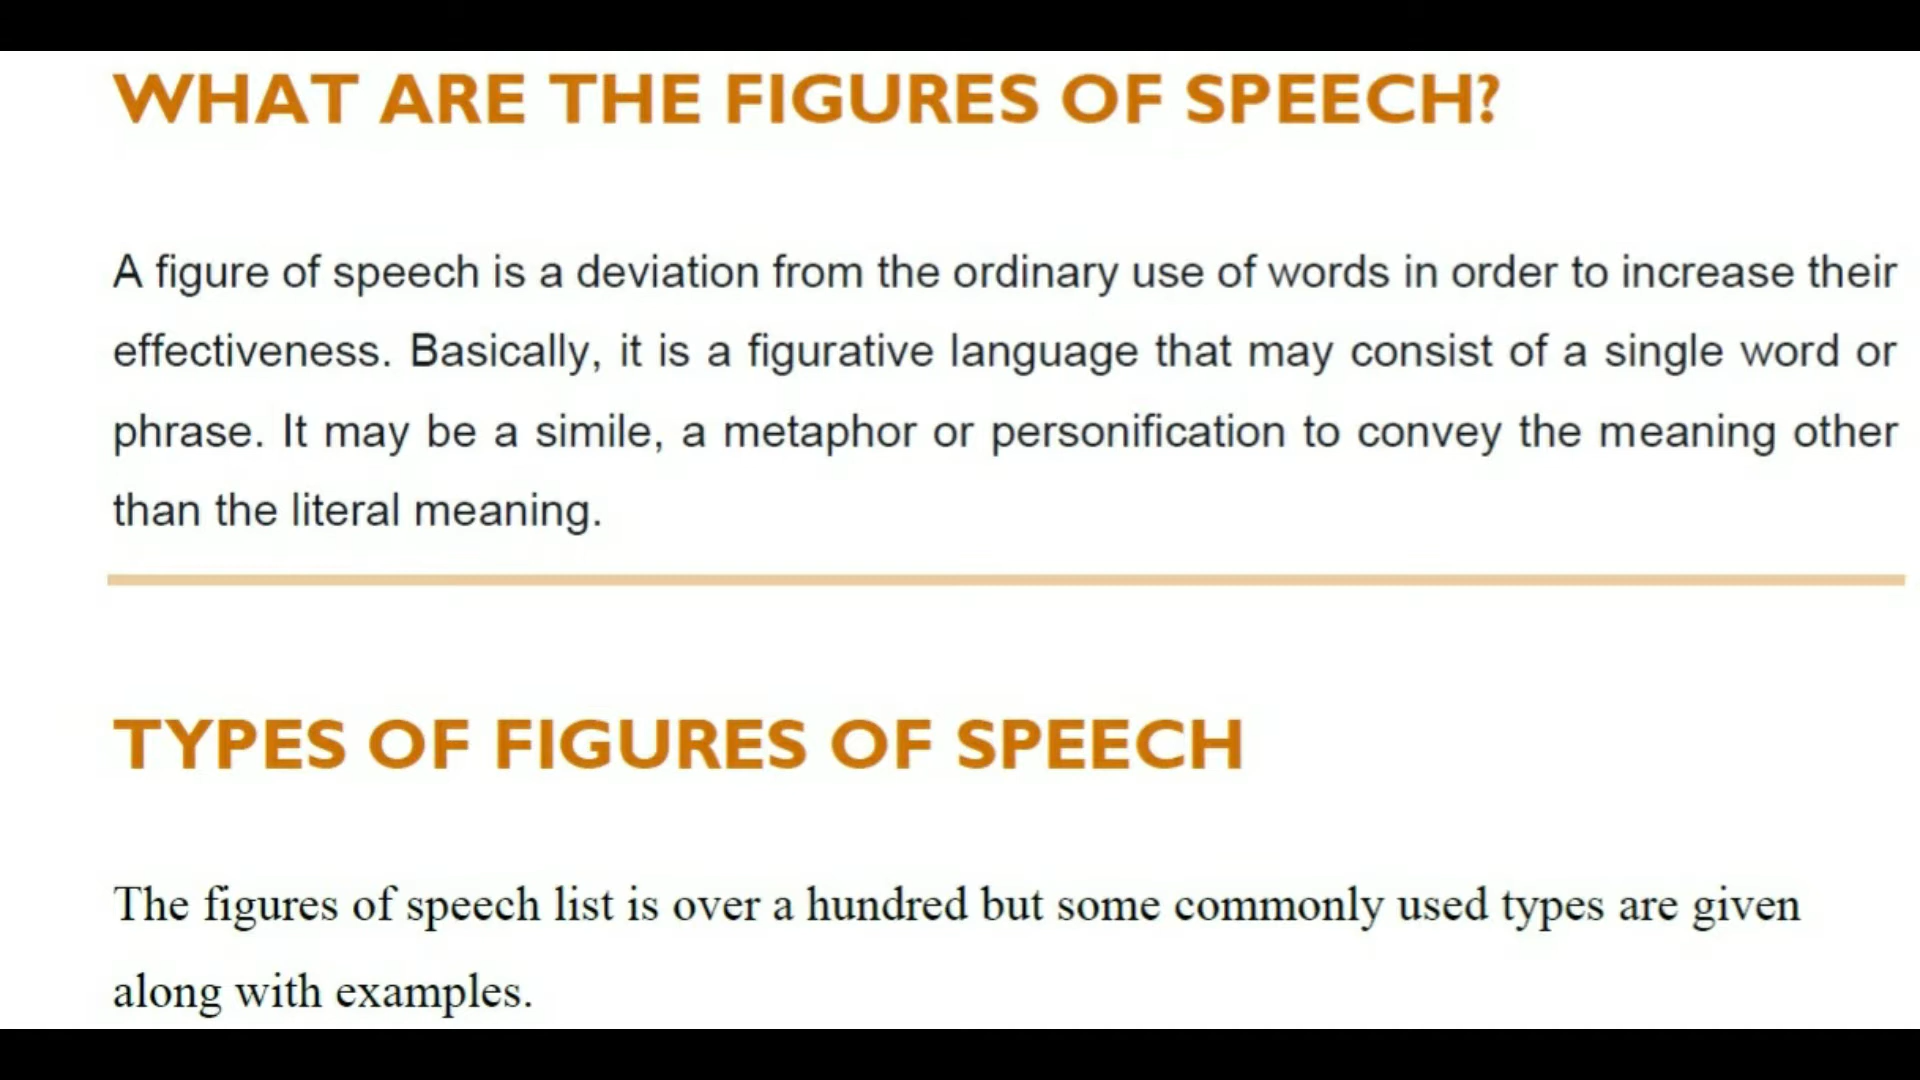 WHAT ARE THE FIGURES OF SPEECH?
A figure of speech is a deviation from the ordinary use of words in order to increase their
effectiveness. Basically, it is a figurative language that may consist of a single word or
phrase. It may be a simile, a metaphor or personification to convey the meaning other
than the literal meaning.
TYPES OF FIGURES OF SPEECH
The figures of speech list is over a hundred but some commonly used types are given
along with examples.